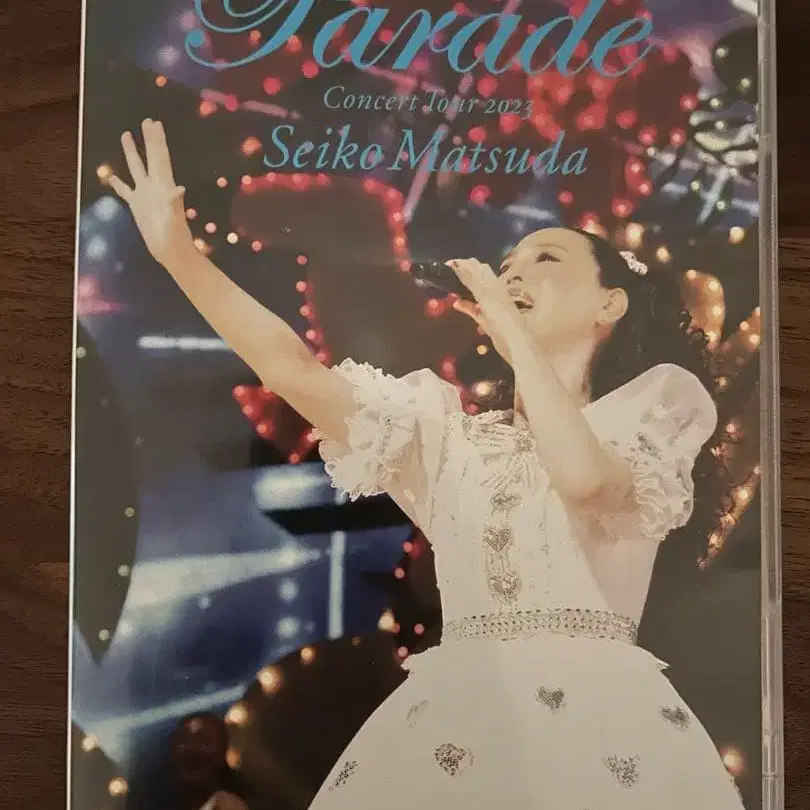 Parade
Concert Tour 2023
Seiko Matsuda